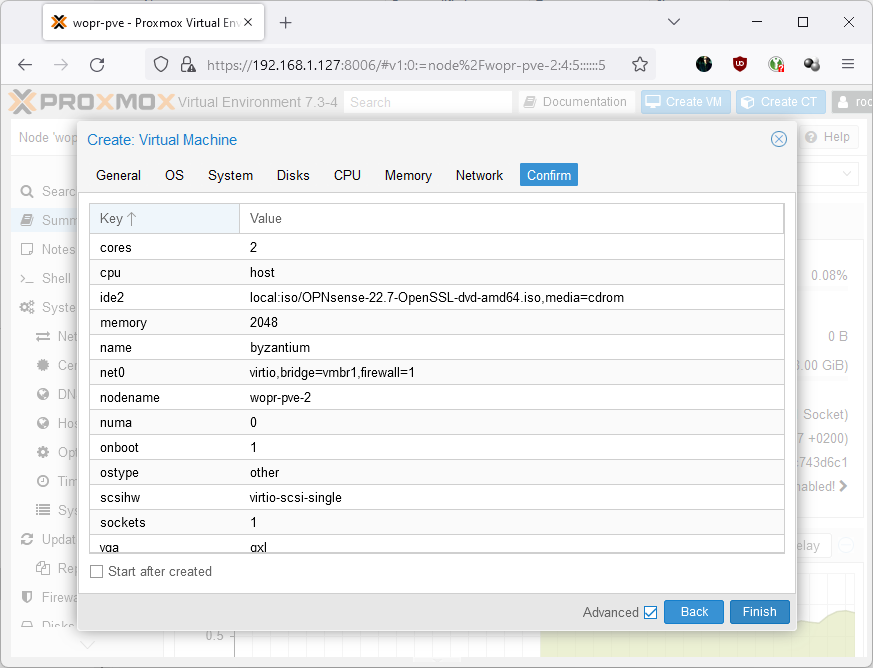 wopr-pve - Proxmox Virtual En
https://192.168.1.127:8006/#v1:0:=node%2Fwopr-pve-2:4:5::::::5
PROXMOX Virtual Environment 7.3-4 Search Documentation Create VM Create CT roo
Node 'wop Help
Create: Virtual Machine
General OS System Disks CPU Memory Network Confirm
Key Value
cores 2
cpu host
ide2 local:iso/OPNsense-22.7-OpenSSL-dvd-amd64.iso,media=cdrom
memory 2048
name byzantium
net0 virtio,bridge=vmbr1,firewall=1
nodename wopr-pve-2
numa 0
onboot 1
ostype other
scsihw virtio-scsi-single
sockets 1
vga qxl
Start after created
Advanced Back Finish
Searc
Summ
Notes
Shell
Syste
Net
Cer
DN
Hos
Opt
Tim
Sys
Updat
Rep
Firewa
Disks
0.08%
0 B
.00 GiB)
Socket)
7 +0200)
743d6c1
nabled!
elay
0.5